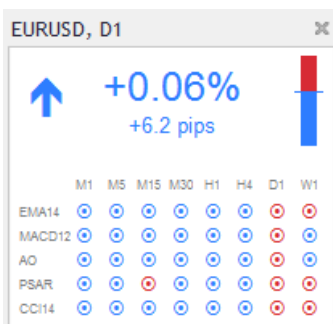 EURUSD, D1
+0.06%
+6.2 pips
M1 M5 M15 M30 H1 H4 D1 W1
EMA14
MACD12
AO
PSAR
CCI14